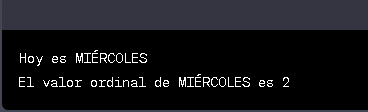 Hoy es MIÉRCOLES
El valor ordinal de MIÉRCOLES es 2